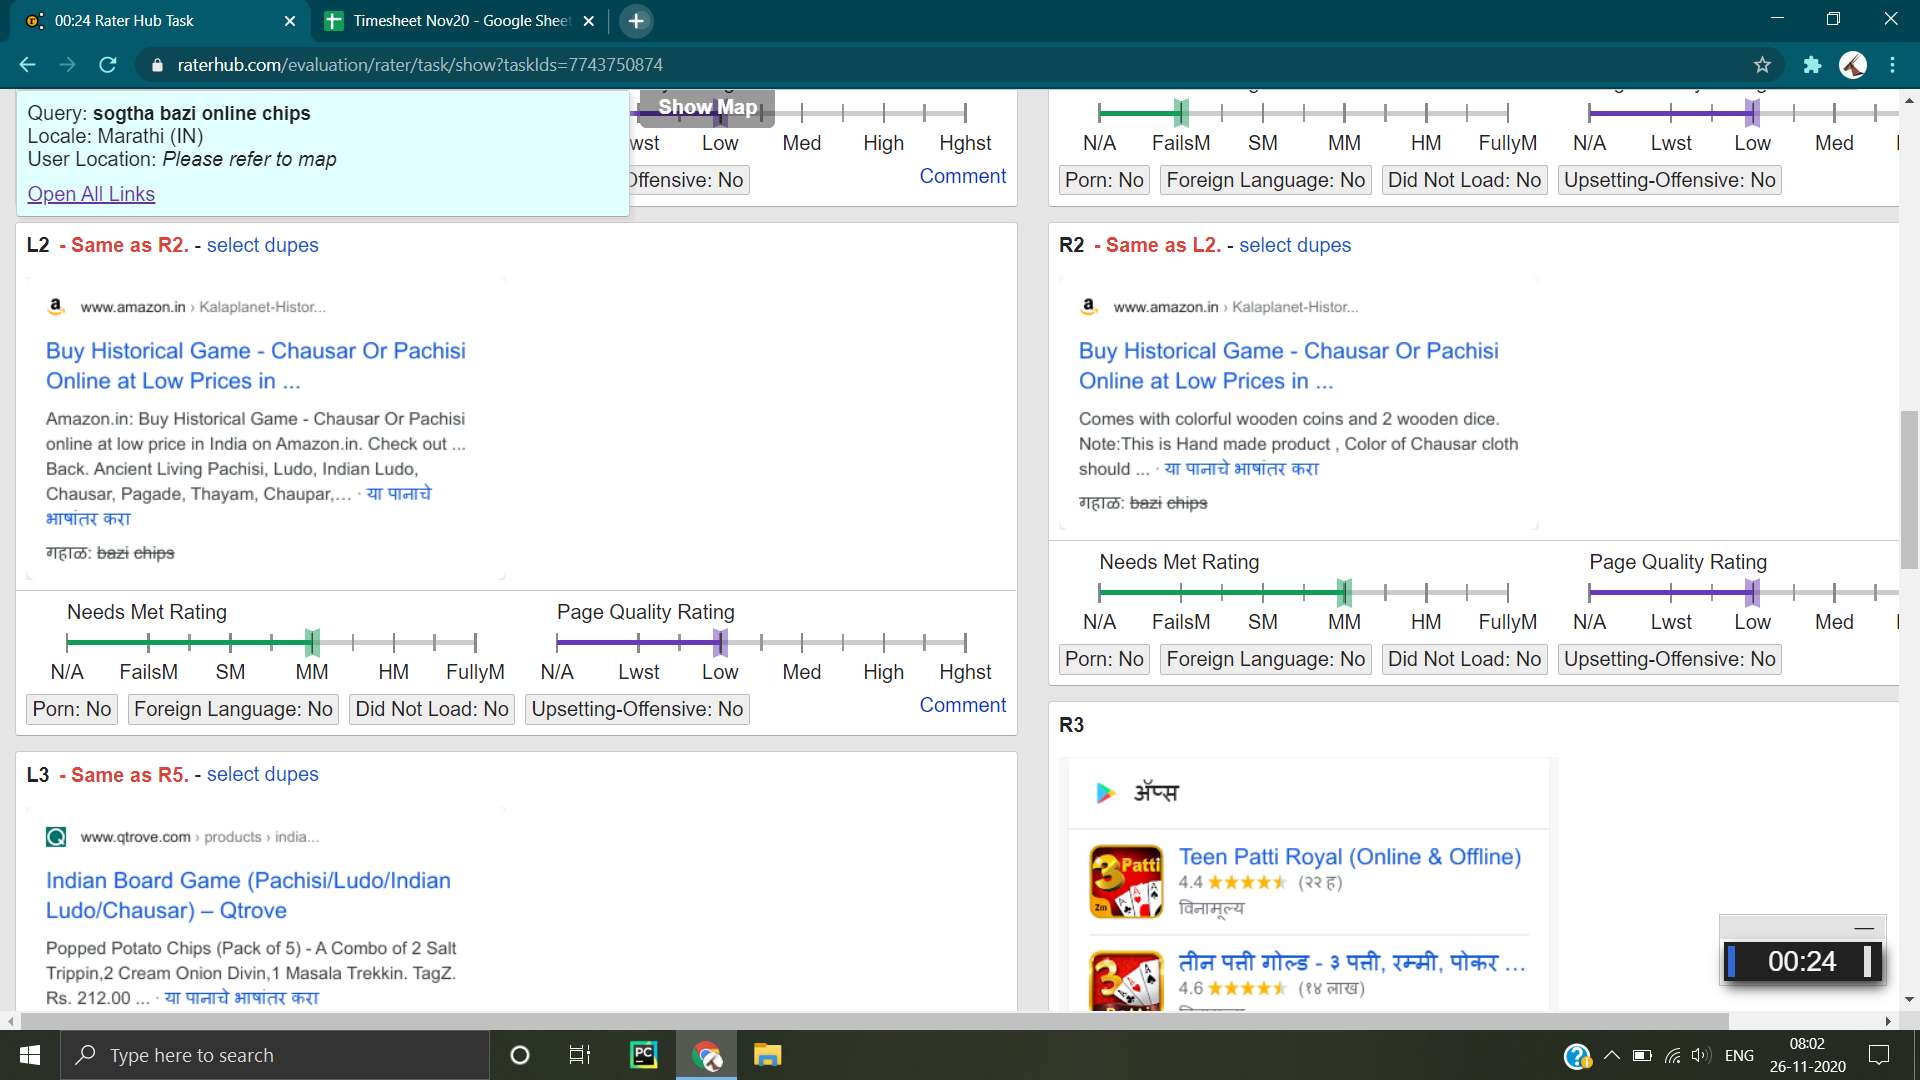 00:24 Rater Hub Task
Timesheet Nov20 - Google Sheet
raterhub.com/evaluation/rater/task/show?taskIds=7743750874
Query: sogtha bazi online chips
Locale: Marathi (IN)
User Location: Please refer to map
Open All Links
Show Map
Low Med High Hghst
Offensive: No
Comment
N/A FailsM SM MM HM FullyM
N/A Lwst Low Med
Porn: No Foreign Language: No Did Not Load: No Upsetting-Offensive: No
L2 - Same as R2. - select dupes
www.amazon.in › Kalaplanet-Histor...
Buy Historical Game - Chausar Or Pachisi
Online at Low Prices in ...
Amazon.in: Buy Historical Game - Chausar Or Pachisi
online at low price in India on Amazon.in. Check out ...
Back. Ancient Living Pachisi, Ludo, Indian Ludo,
Chausar, Pagade, Thayam, Chaupar,... · या पानाचे
भाषांतर करा
गहाळ: bazi chips
Needs Met Rating
N/A FailsM SM MM HM FullyM
Page Quality Rating
N/A Lwst Low Med High Hghst
Porn: No Foreign Language: No Did Not Load: No Upsetting-Offensive: No
Comment
R2 - Same as L2. - select dupes
www.amazon.in › Kalaplanet-Histor...
Buy Historical Game - Chausar Or Pachisi
Online at Low Prices in ...
Comes with colorful wooden coins and 2 wooden dice.
Note:This is Hand made product , Color of Chausar cloth
should ... · या पानाचे भाषांतर करा
गहाळ: bazi chips
Needs Met Rating
N/A FailsM SM MM HM FullyM
Page Quality Rating
N/A Lwst Low Med
Porn: No Foreign Language: No Did Not Load: No Upsetting-Offensive: No
L3 - Same as R5. - select dupes
www.qtrove.com › products › india...
Indian Board Game (Pachisi/Ludo/Indian
Ludo/Chausar) – Qtrove
Popped Potato Chips (Pack of 5) - A Combo of 2 Salt
Trippin,2 Cream Onion Divin,1 Masala Trekkin. TagZ.
Rs. 212.00 ... · या पानाचे भाषांतर करा
R3
अ‍ॅप्स
3 Patti
Zm
Teen Patti Royal (Online & Offline)
4.4 (२२ ह)
विनामूल्य
3
तीन पत्ती गोल्ड - ३ पत्ती, रम्मी, पोकर ...
4.6 (१४ लाख)
00:24
Type here to search
PC
ENG
08:02
26-11-2020